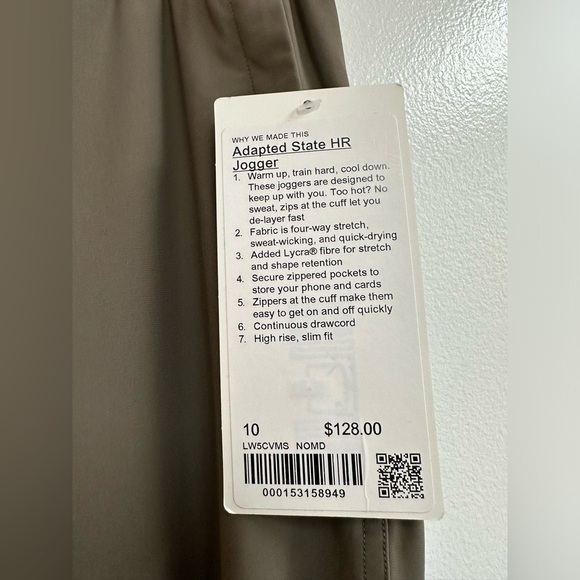 WHY WE MADE THIS
Adapted State HR
Jogger
1. Warm up, train hard, cool down.
These joggers are designed to
keep up with you. Too hot? No
sweat, zips at the cuff let you
de-layer fast
2. Fabric is four-way stretch,
sweat-wicking, and quick-drying
3. Added Lycra® fibre for stretch
and shape retention
4. Secure zippered pockets to
store your phone and cards
5. Zippers at the cuff make them
easy to get on and off quickly
6. Continuous drawcord
7. High rise, slim fit
10 $128.00
LW5CVMS NOMD
000153158949